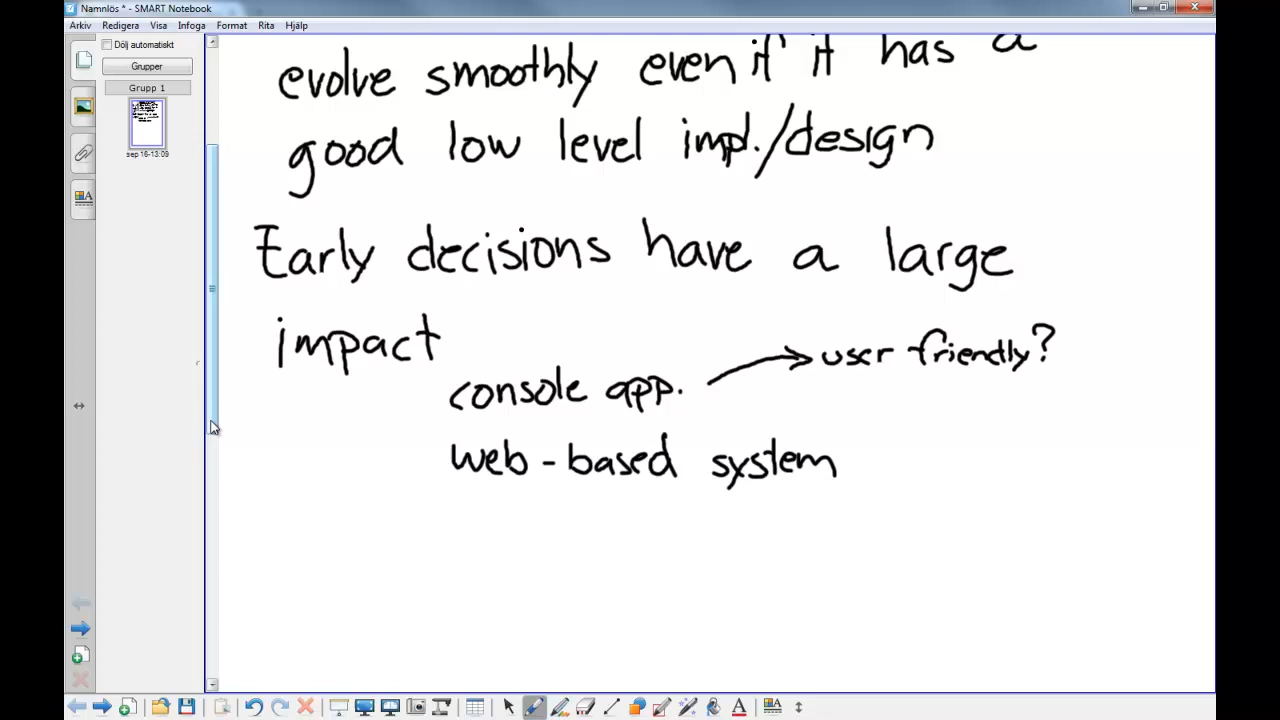 Namnlös * - SMART Notebook
Arkiv Redigera Visa Infoga Format Rita Hjälp
Dölj automatiskt
Grupper
Grupp 1
sep 16-13:09
evolve smoothly even if it has a
good low level impl./design
Early decisions have a large
impact
console app. → user friendly?
web-based system